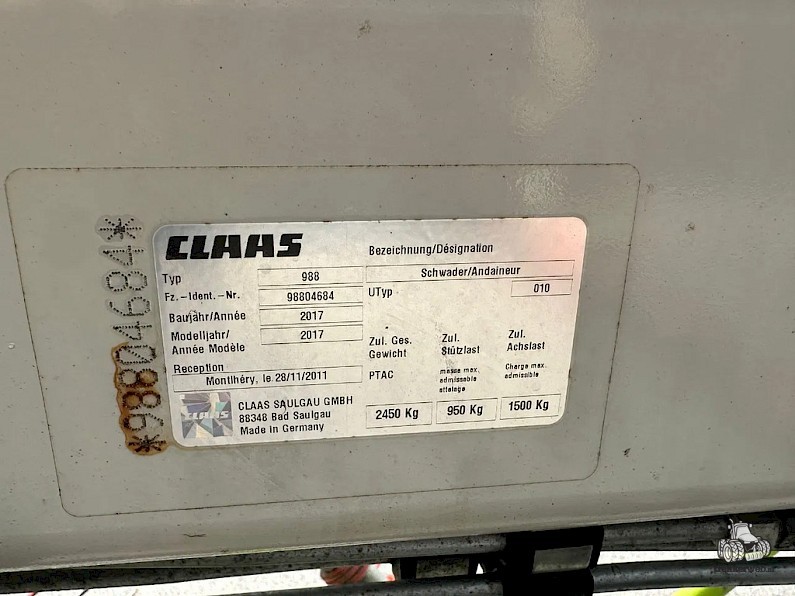 *98804684*
CLAAS
Bezeichnung/Désignation
Typ 988 Schwader/Andaineur
Fz.-Ident.-Nr. 98804684 UTyp 010
Baujahr/Année 2017
Modelljahr/
Année Modèle 2017
Zul. Ges.
Gewicht
Zul.
Stützlast
Zul.
Achslast
Reception
Montlhéry, le 28/11/2011
PTAC
masse max.
admissible
attelage
Charge max.
admissible
CLAAS
CLAAS SAULGAU GMBH
88348 Bad Saulgau
Made in Germany
2450 Kg 950 Kg 1500 Kg